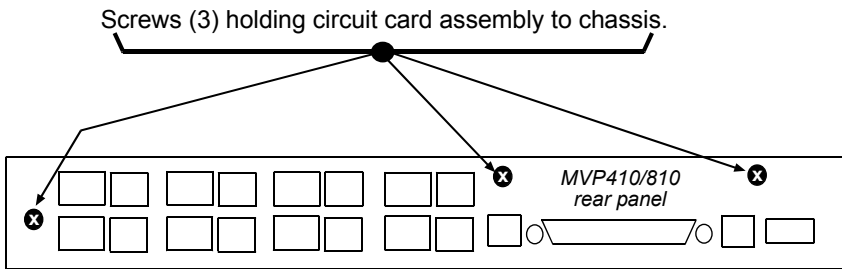 Screws (3) holding circuit card assembly to chassis.
x
x
MVP410/810
x
rear panel
x